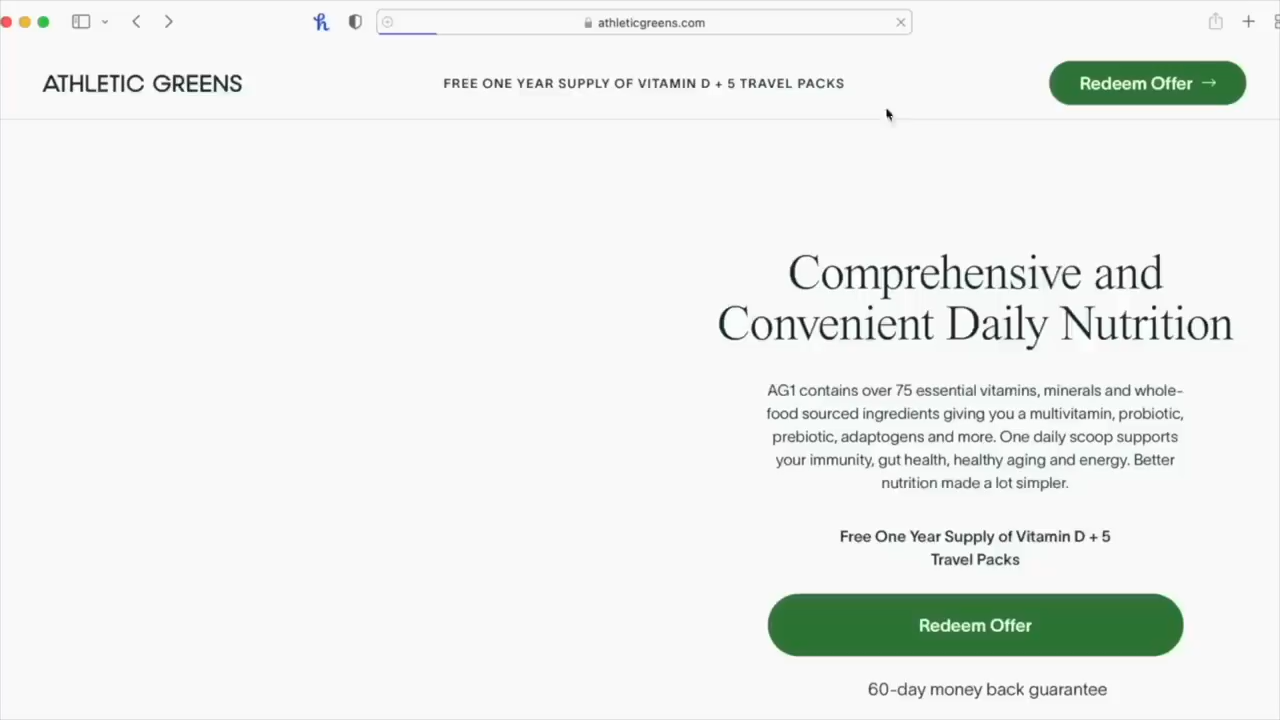 athleticgreens.com
ATHLETIC GREENS
FREE ONE YEAR SUPPLY OF VITAMIN D + 5 TRAVEL PACKS
Redeem Offer →
Comprehensive and
Convenient Daily Nutrition
AG1 contains over 75 essential vitamins, minerals and whole-
food sourced ingredients giving you a multivitamin, probiotic,
prebiotic, adaptogens and more. One daily scoop supports
your immunity, gut health, healthy aging and energy. Better
nutrition made a lot simpler.
Free One Year Supply of Vitamin D + 5
Travel Packs
Redeem Offer
60-day money back guarantee